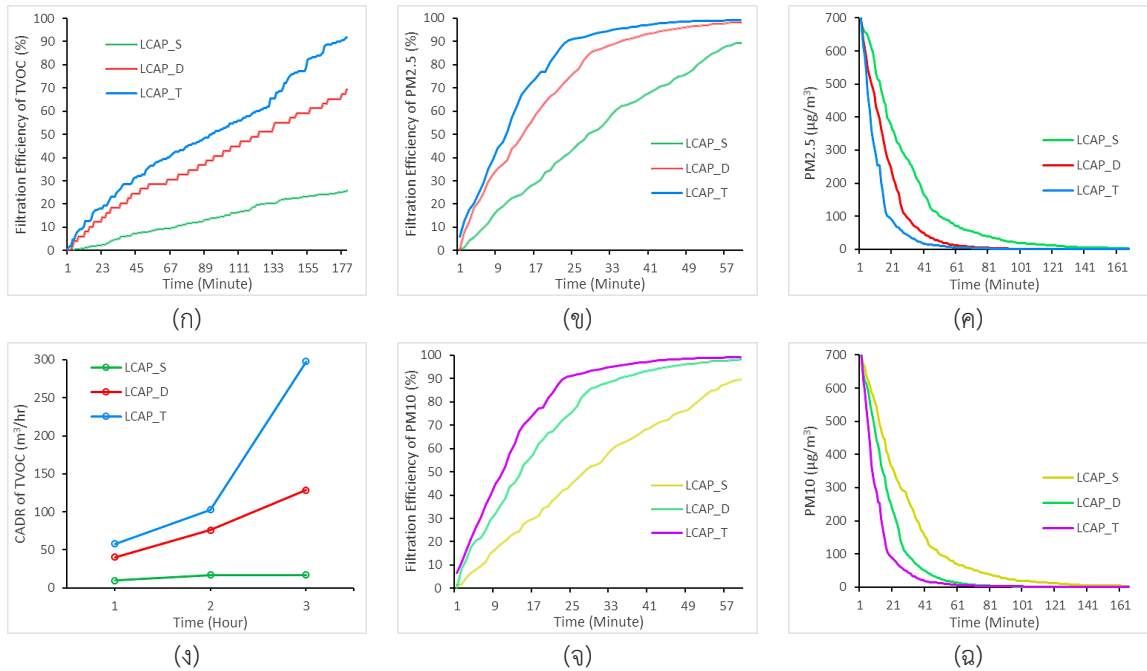 Filtration Efficiency of TVOC (%)
100
90
80
70
60
50
40
30
20
10
0
LCAP_S
LCAP_D
LCAP_T
1 23 45 67 89 111 133 155 177
Time (Minute)
(ก)
Filtration Efficiency of PM2.5 (%)
100
90
80
70
60
50
40
30
20
10
0
LCAP_S
LCAP_D
LCAP_T
1 9 17 25 33 41 49 57
Time (Minute)
(ข)
PM2.5 (µg/m³)
700
600
500
400
300
200
100
0
LCAP_S
LCAP_D
LCAP_T
1 21 41 61 81 101 121 141 161
Time (Minute)
(ค)
CADR of TVOC (m³/hr)
300
250
200
150
100
50
0
LCAP_S
LCAP_D
LCAP_T
1 2 3
Time (Hour)
(ง)
Filtration Efficiency of PM10 (%)
100
90
80
70
60
50
40
30
20
10
0
LCAP_S
LCAP_D
LCAP_T
1 9 17 25 33 41 49 57
Time (Minute)
(จ)
PM10 (µg/m³)
700
600
500
400
300
200
100
0
LCAP_S
LCAP_D
LCAP_T
1 21 41 61 81 101 121 141 161
Time (Minute)
(ฉ)